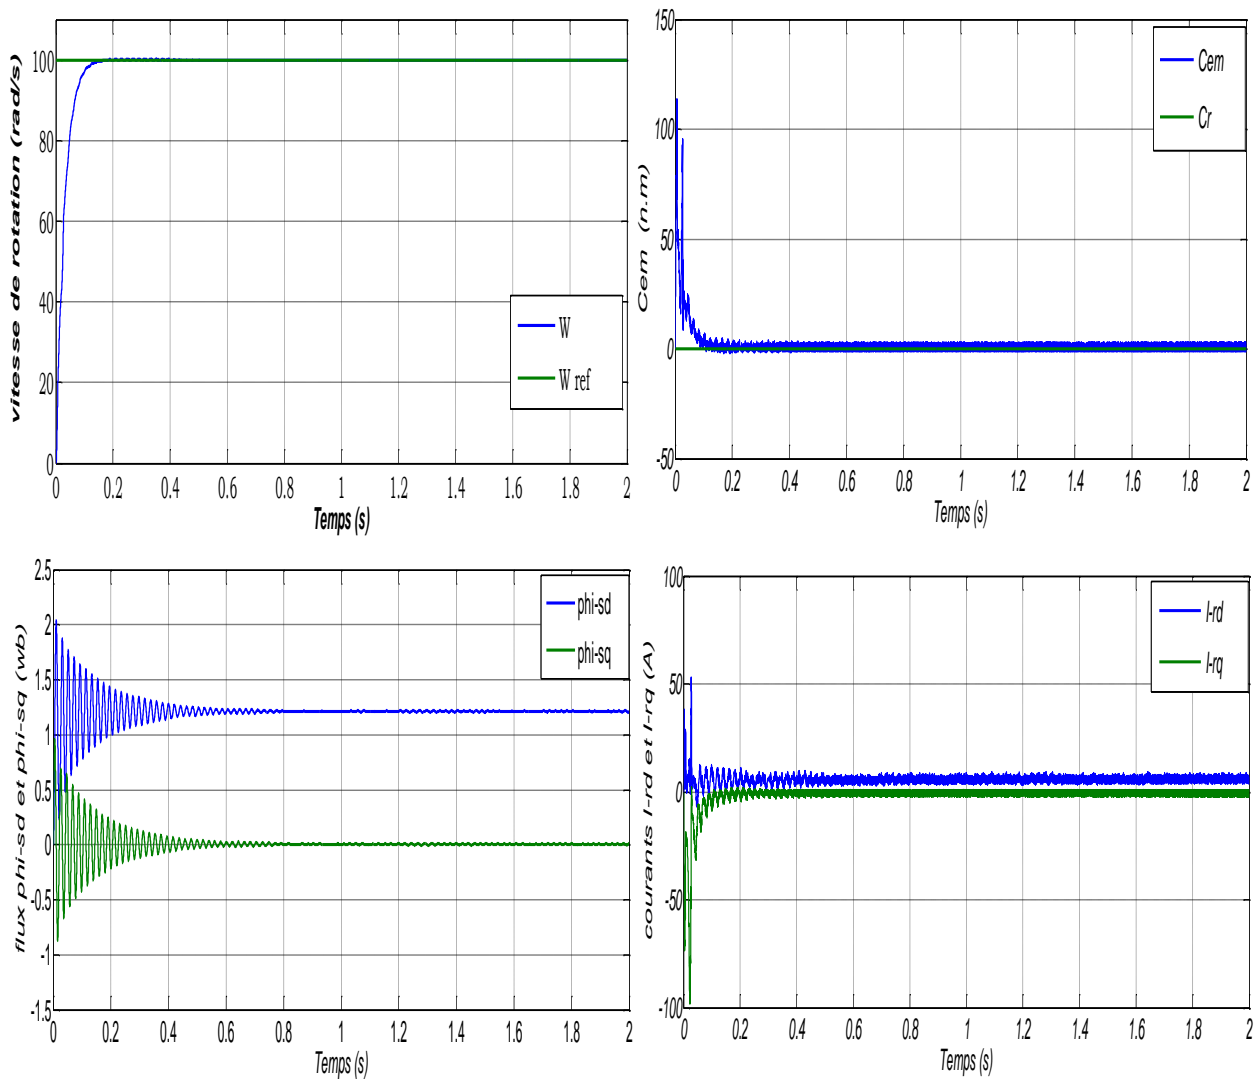 vitesse de rotation (rad/s)
100
80
60
40
20
0
W
W ref
0 0.2 0.4 0.6 0.8 1 1.2 1.4 1.6 1.8 2
Temps (s)
Cem (n.m)
150
100
50
0
-50
Cem
Cr
0 0.2 0.4 0.6 0.8 1 1.2 1.4 1.6 1.8 2
Temps (s)
flux phi-sd et phi-sq (wb)
2.5
2
1.5
1
0.5
0
-0.5
-1
-1.5
phi-sd
phi-sq
0 0.2 0.4 0.6 0.8 1 1.2 1.4 1.6 1.8 2
Temps (s)
courants I-rd et I-rq (A)
100
50
0
-50
-100
I-rd
I-rq
0 0.2 0.4 0.6 0.8 1 1.2 1.4 1.6 1.8 2
Temps (s)